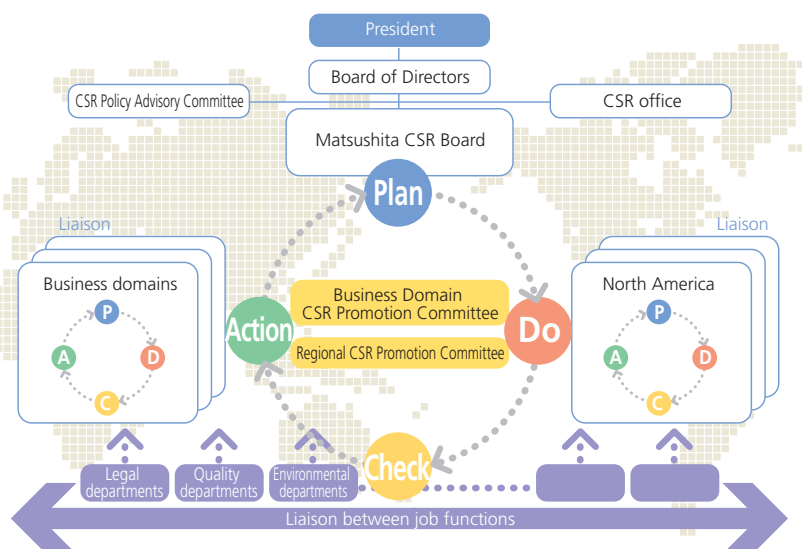 President
Board of Directors
CSR Policy Advisory Committee
CSR office
Matsushita CSR Board
Plan
Liaison
Liaison
Business domains
P
A
D
C
Action
Business Domain
CSR Promotion Committee
Regional CSR Promotion Committee
Do
North America
P
A
D
C
Check
Legal
departments
Quality
departments
Environmental
departments
Liaison between job functions